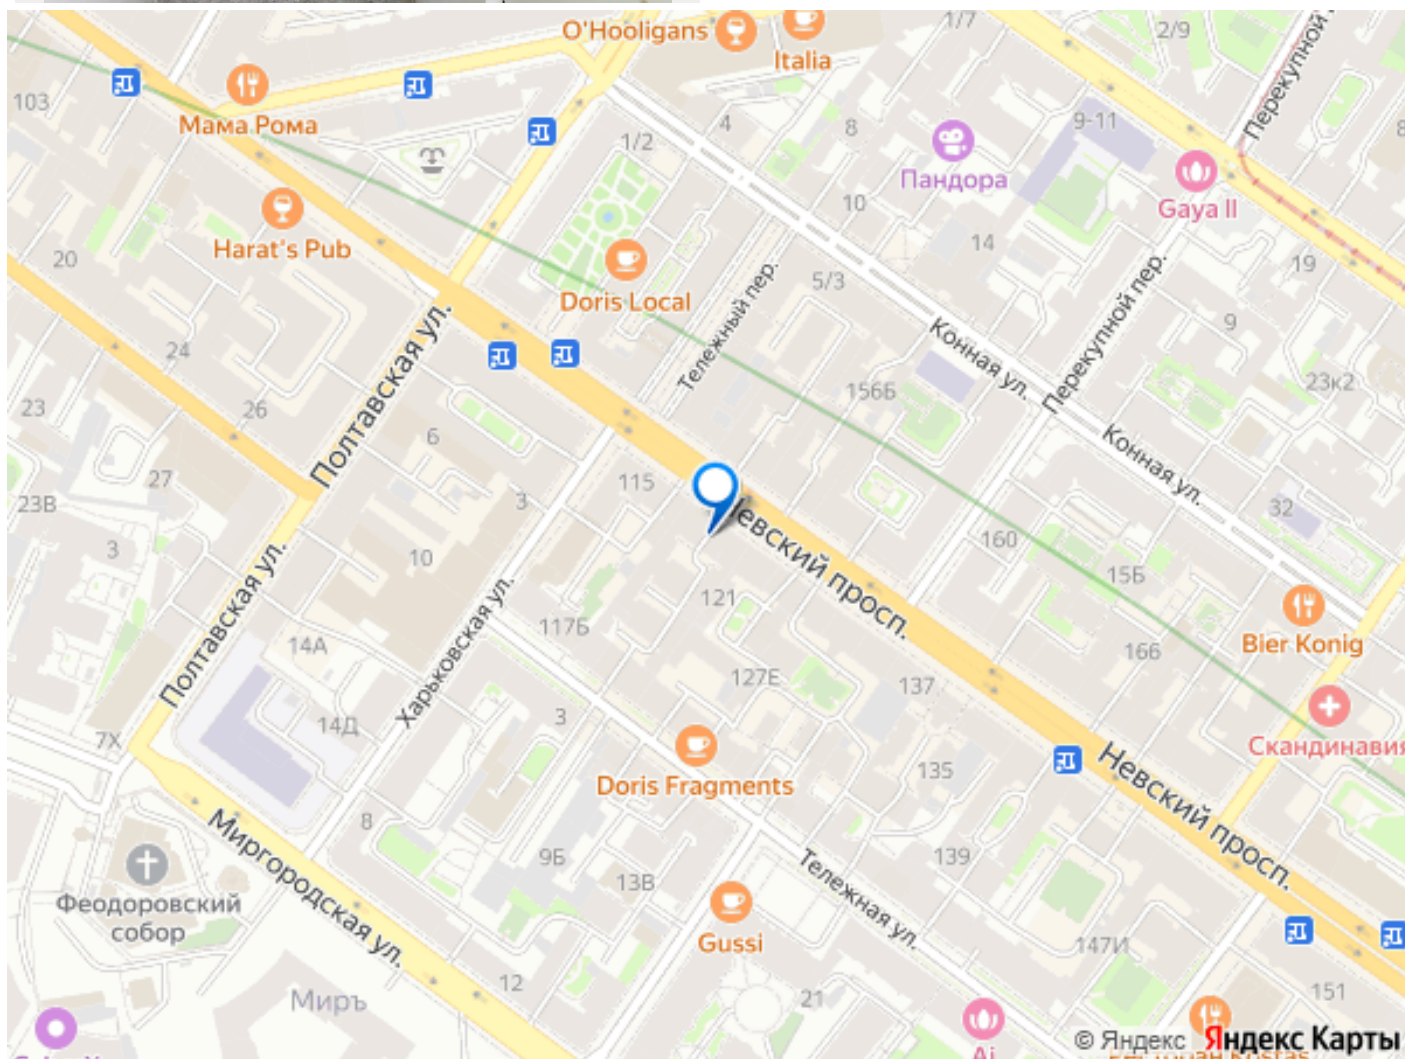 O'Hooligans
Italia
1/7
2/9
Перекупной
103
Мама Рома
1/2
4
8
9-11
Пандора
Gaya II
Harat's Pub
10
20
Doris Local
14
19
5/3
Тележный пер.
Перекупной пер.
9
Конная ул.
24
Полтавская ул.
156Б
23к2
23
26
6
Конная ул.
27
115
23В
3
32
3
10
Невский просп.
160
15Б
121
Полтавская ул.
117Б
Bier Konig
14А
Харьковская ул.
166
127Е
137
3
14Д
7Х
Скандинавия
Doris Fragments
135
Невский просп.
8
Миргородская ул.
9Б
139
13В
Тележная ул.
Феодоровский
собор
Gussi
147И
12
Миръ
21
151
© Яндекс Яндекс Карты
Ai